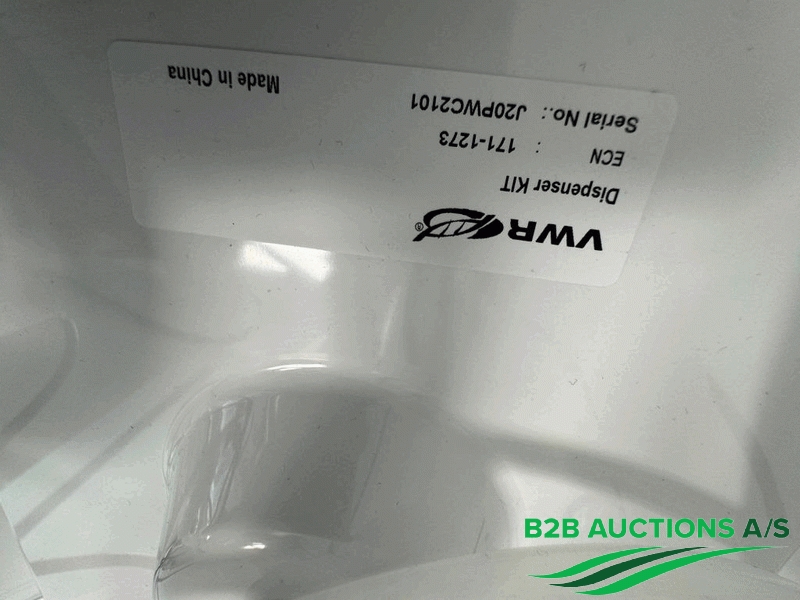 VWR®
Dispenser KIT
ECN : 171-1273
Serial No.: J20PWC2101
Made in China
B2B AUCTIONS A/S